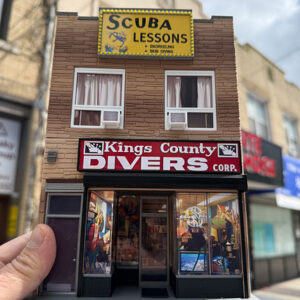 SCUBA
LESSONS
• SNORKELING
• SKIN DIVING
Kings County
DIVERS CORP.